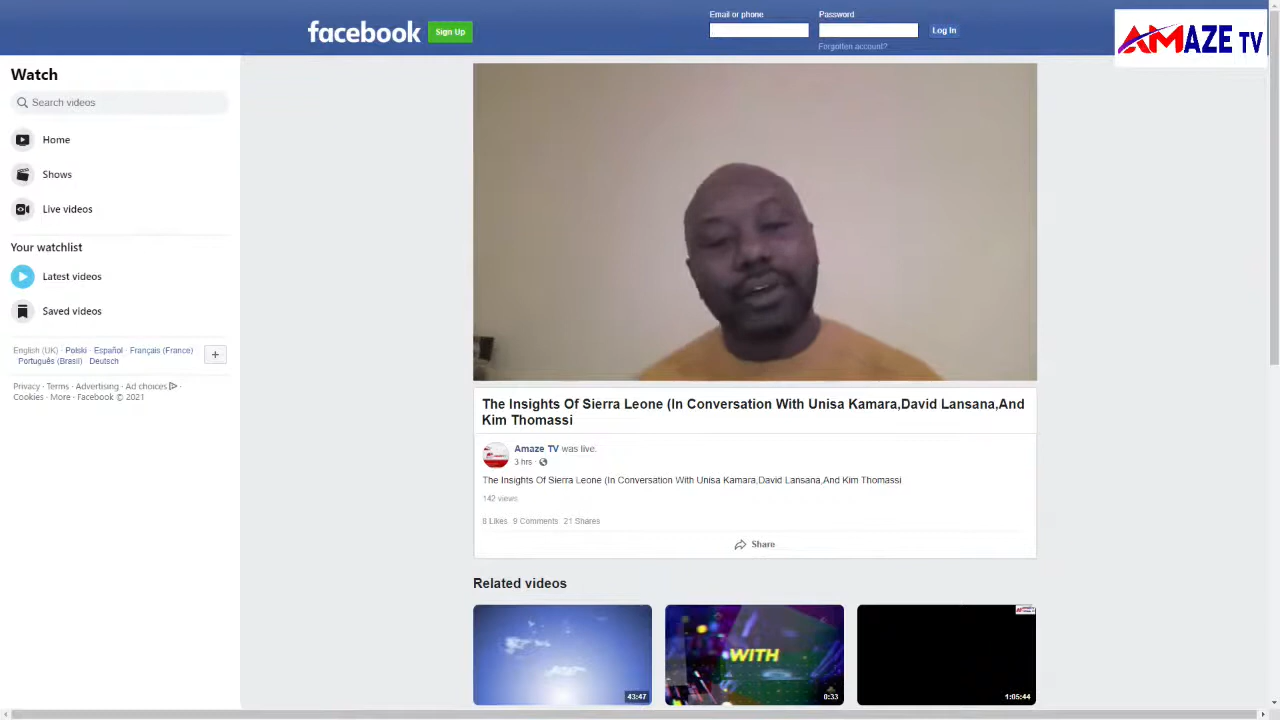 facebook
Sign Up
Email or phone
Password
Log In
Forgotten account?
AMAZE TV
Watch
Search videos
Home
Shows
Live videos
Your watchlist
Latest videos
Saved videos
English (UK) · Polski · Español · Français (France) ·
Português (Brasil) · Deutsch
Privacy · Terms · Advertising · Ad choices ·
Cookies · More · Facebook © 2021
The Insights Of Sierra Leone (In Conversation With Unisa Kamara,David Lansana,And
Kim Thomassi
Amaze TV was live.
3 hrs ·
The Insights Of Sierra Leone (In Conversation With Unisa Kamara,David Lansana,And Kim Thomassi
142 views
8 Likes 9 Comments 21 Shares
Share
Related videos
43:47
WITH
0:33
1:05:44